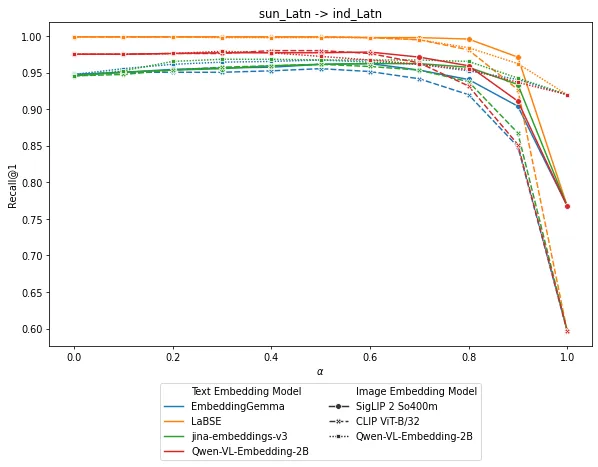 sun_Latn -> ind_Latn
1.00
0.95
0.90
0.85
0.80
0.75
0.70
0.65
0.60
Recall@1
0.0 0.2 0.4 0.6 0.8 1.0
α
Text Embedding Model
EmbeddingGemma
LaBSE
jina-embeddings-v3
Qwen-VL-Embedding-2B
Image Embedding Model
SigLIP 2 So400m
CLIP ViT-B/32
Qwen-VL-Embedding-2B